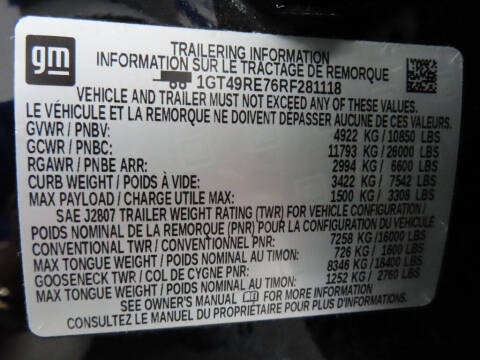 gm
TRAILERING INFORMATION
INFORMATION SUR LE TRACTAGE DE REMORQUE
1GT49RE76RF281118
VEHICLE AND TRAILER MUST NOT EXCEED ANY RATINGS
LE VÉHICULE ET LA REMORQUE NE DOIVENT DÉPASSER AUCUNE CHARGES
GVWR / PNBV: 4922 KG/10850 LBS
GCWR / PNBC: 11793 KG/26000 LBS
RGAWR / PNBE ARR: 2994 KG/ 6600 LBS
CURB WEIGHT / POIDS À VIDE: 3422 KG/ 7542 LBS
MAX PAYLOAD / CHARGE UTILE MAX: 1500 KG/ 3308 LBS
SAE J2807 TRAILER WEIGHT RATING (TWR) FOR VEHICLE CONFIGURATION /
POIDS NOMINAL DE LA REMORQUE (PNR) POUR LA CONFIGURATION DU VÉHICULE
CONVENTIONAL TWR / CONVENTIONNEL PNR: 7258 KG/16000 LBS
MAX TONGUE WEIGHT / POIDS NOMINAL AU TIMON: 726 KG/ 1600 LBS
GOOSENECK TWR / COL DE CYGNE PNR: 8346 KG/18400 LBS
MAX TONGUE WEIGHT / POIDS NOMINAL AU TIMON: 1252 KG/ 2760 LBS
SEE OWNER'S MANUAL FOR MORE INFORMATION
CONSULTEZ LE MANUEL DU PROPRIÉTAIRE POUR PLUS D'INFORMATIONS